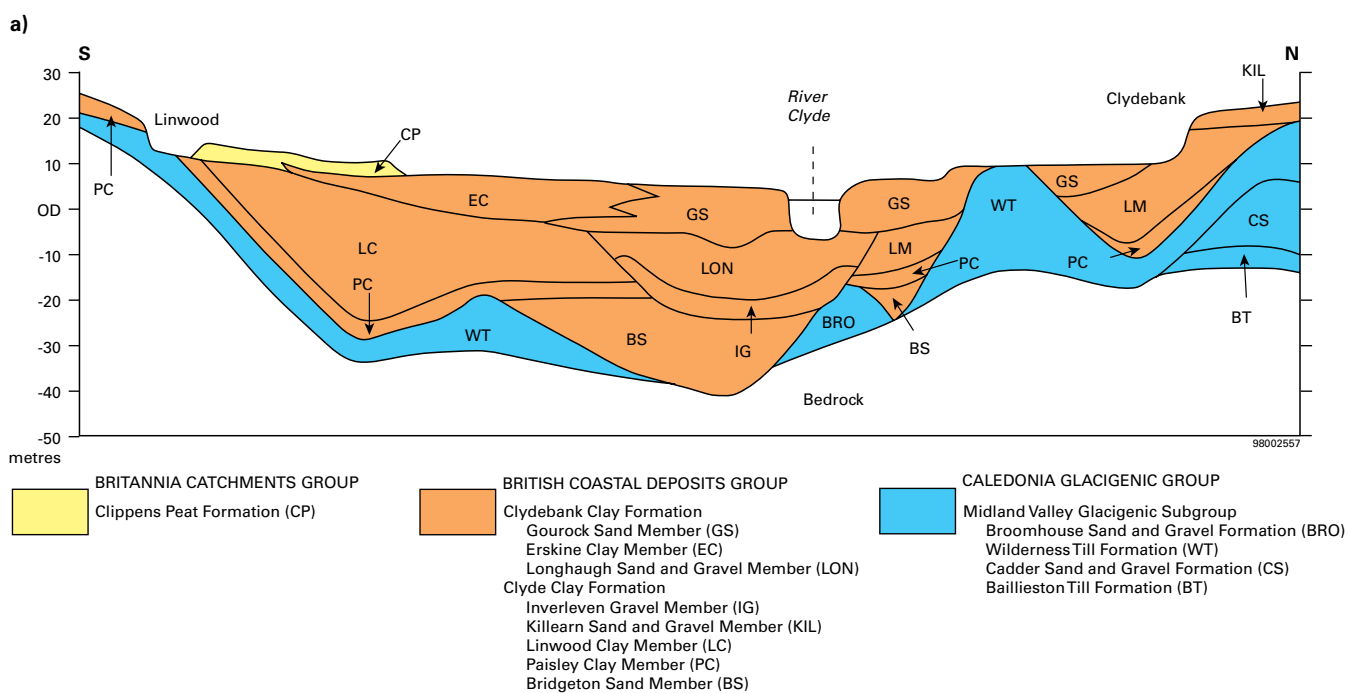 a)
S
N
30
20
10
OD
-10
-20
-30
-40
-50
metres
Linwood
River
Clyde
Clydebank
KIL
CP
PC
EC
GS
GS
WT
GS
LM
CS
LC
LON
LM
PC
PC
PC
BT
WT
BS
IG
BRO
BS
Bedrock
98002557
BRITANNIA CATCHMENTS GROUP
Clippens Peat Formation (CP)
BRITISH COASTAL DEPOSITS GROUP
Clydebank Clay Formation
Gourock Sand Member (GS)
Erskine Clay Member (EC)
Longhaugh Sand and Gravel Member (LON)
Clyde Clay Formation
Inverleven Gravel Member (IG)
Killearn Sand and Gravel Member (KIL)
Linwood Clay Member (LC)
Paisley Clay Member (PC)
Bridgeton Sand Member (BS)
CALEDONIA GLACIGENIC GROUP
Midland Valley Glacigenic Subgroup
Broomhouse Sand and Gravel Formation (BRO)
Wilderness Till Formation (WT)
Cadder Sand and Gravel Formation (CS)
Baillieston Till Formation (BT)